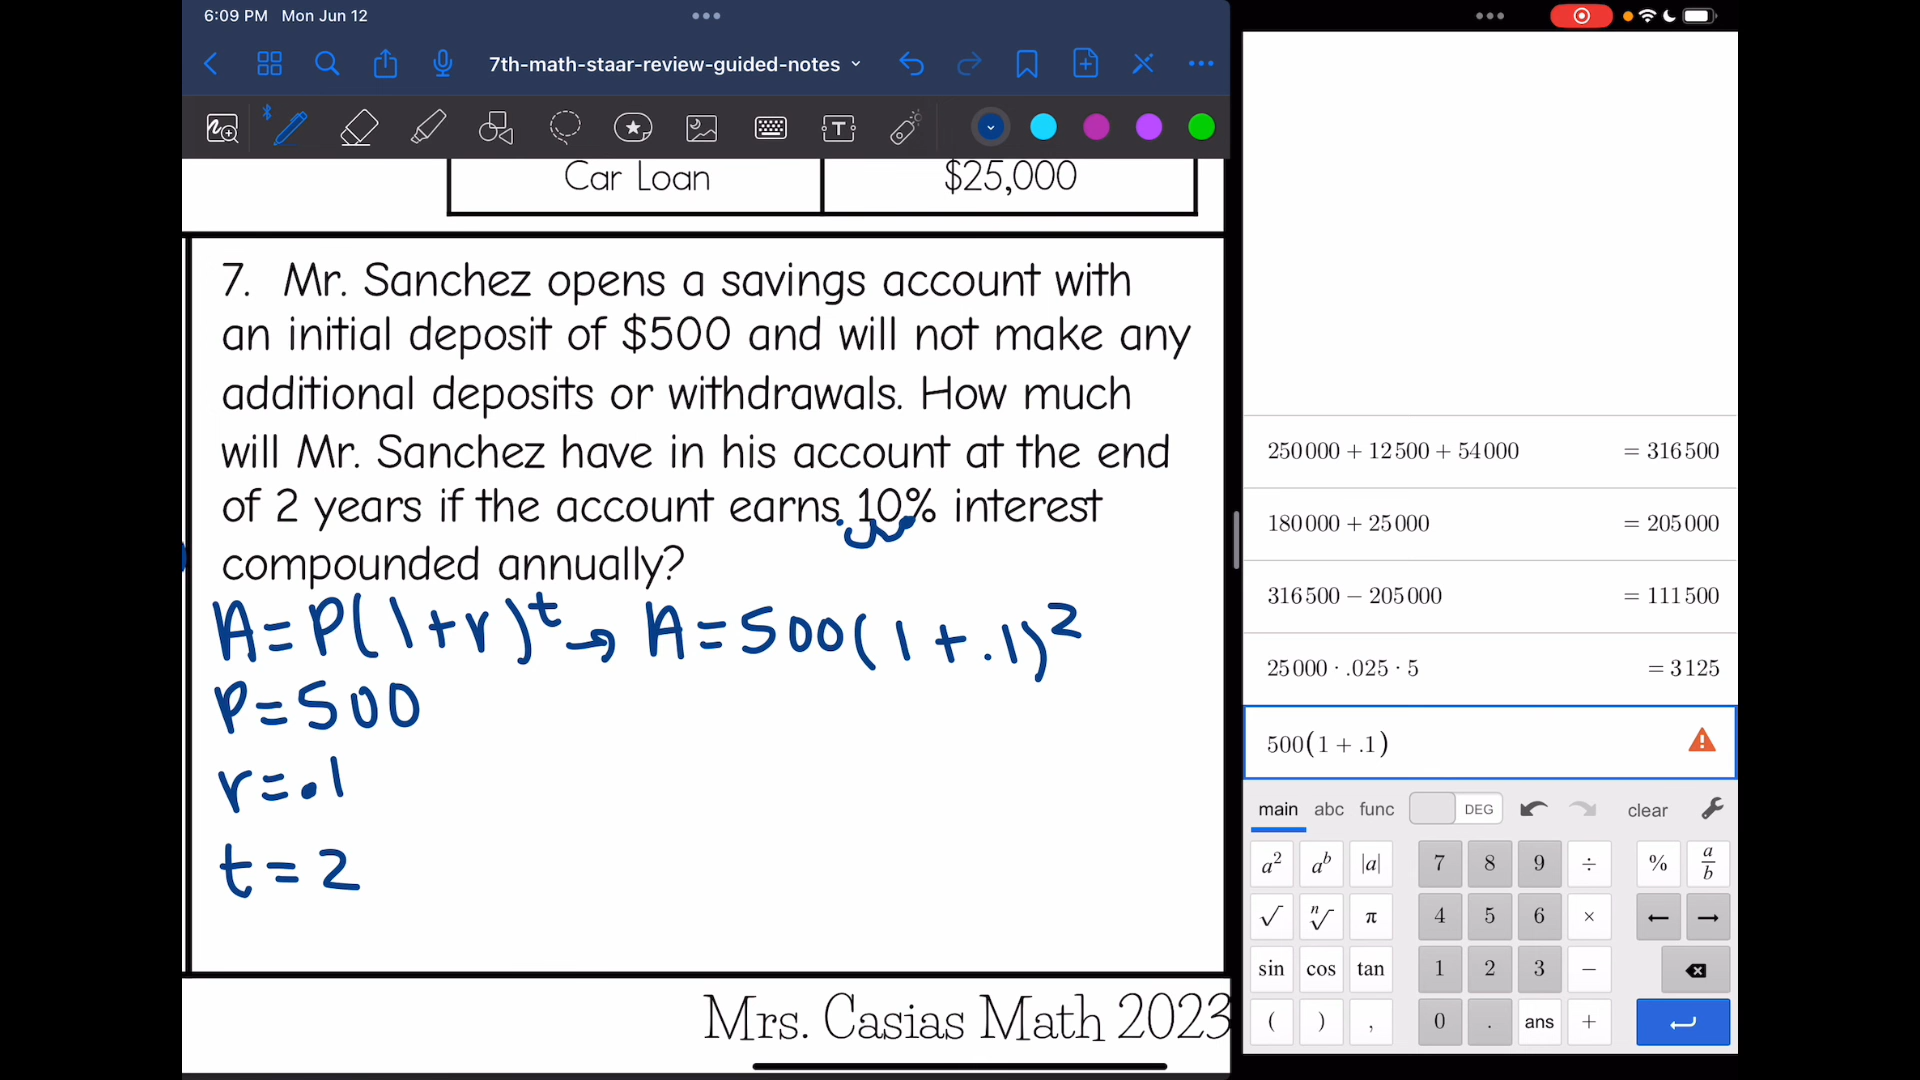 6:09 PM Mon Jun 12
7th-math-staar-review-guided-notes
Car Loan $25,000
7. Mr. Sanchez opens a savings account with
an initial deposit of $500 and will not make any
additional deposits or withdrawals. How much
will Mr. Sanchez have in his account at the end
of 2 years if the account earns 10% interest
compounded annually?
A = P(1+r)^t → A = 500(1+.1)^2
P = 500
r = .1
t = 2
Mrs. Casias Math 2023
250000 + 12500 + 54000 = 316500
180000 + 25000 = 205000
316500 − 205000 = 111500
25000 · .025 · 5 = 3125
500(1 + .1)
main abc func DEG clear
a² aᵇ |a| 7 8 9 ÷ % a/b
√ ⁿ√ π 4 5 6 × ← →
sin cos tan 1 2 3 −
( ) , 0 . ans +